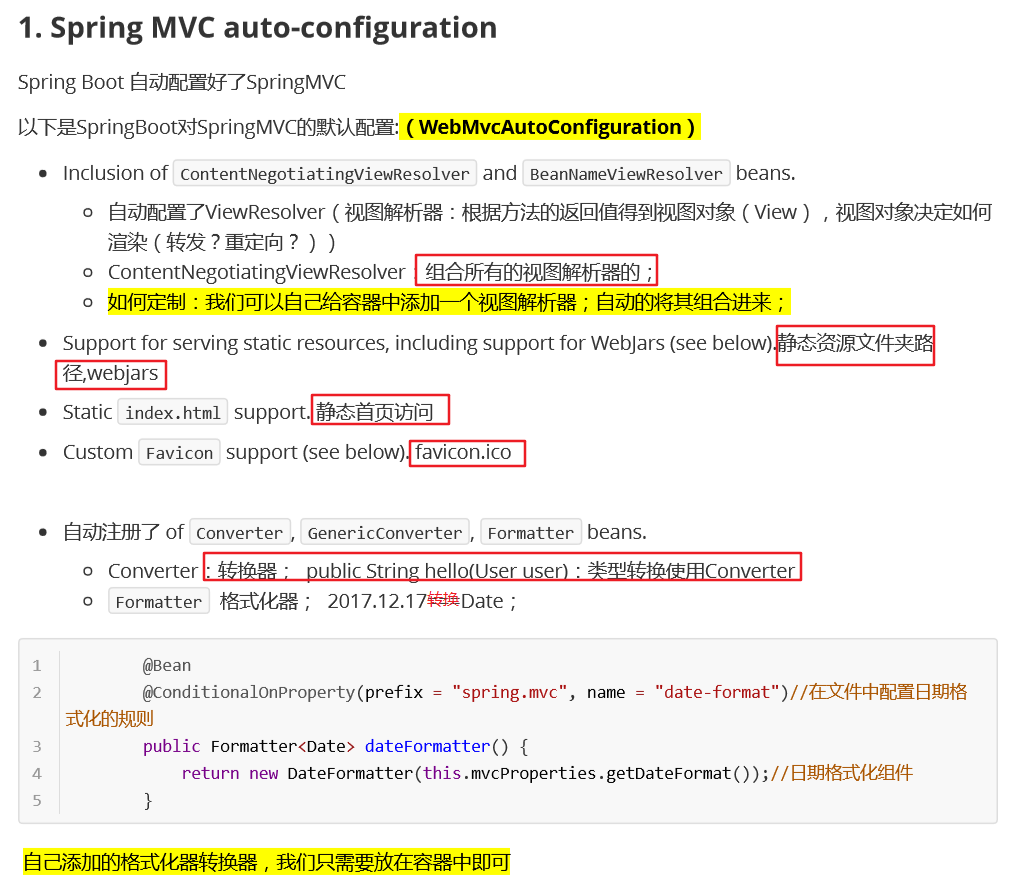 1. Spring MVC auto-configuration
Spring Boot 自动配置好了SpringMVC
以下是SpringBoot对SpringMVC的默认配置:（WebMvcAutoConfiguration）
Inclusion of ContentNegotiatingViewResolver and BeanNameViewResolver beans.
自动配置了ViewResolver（视图解析器：根据方法的返回值得到视图对象（View），视图对象决定如何
渲染（转发？重定向？））
ContentNegotiatingViewResolver：组合所有的视图解析器的；
如何定制：我们可以自己给容器中添加一个视图解析器；自动的将其组合进来；
Support for serving static resources, including support for WebJars (see below).静态资源文件夹路
径,webjars
Static index.html support.静态首页访问
Custom Favicon support (see below).favicon.ico
自动注册了 of Converter, GenericConverter, Formatter beans.
Converter：转换器； public String hello(User user)：类型转换使用Converter
Formatter 格式化器； 2017.12.17转换Date；
1 @Bean
2 @ConditionalOnProperty(prefix = "spring.mvc", name = "date-format")//在文件中配置日期格
式化的规则
3 public Formatter<Date> dateFormatter() {
4 return new DateFormatter(this.mvcProperties.getDateFormat());//日期格式化组件
5 }
自己添加的格式化器转换器，我们只需要放在容器中即可